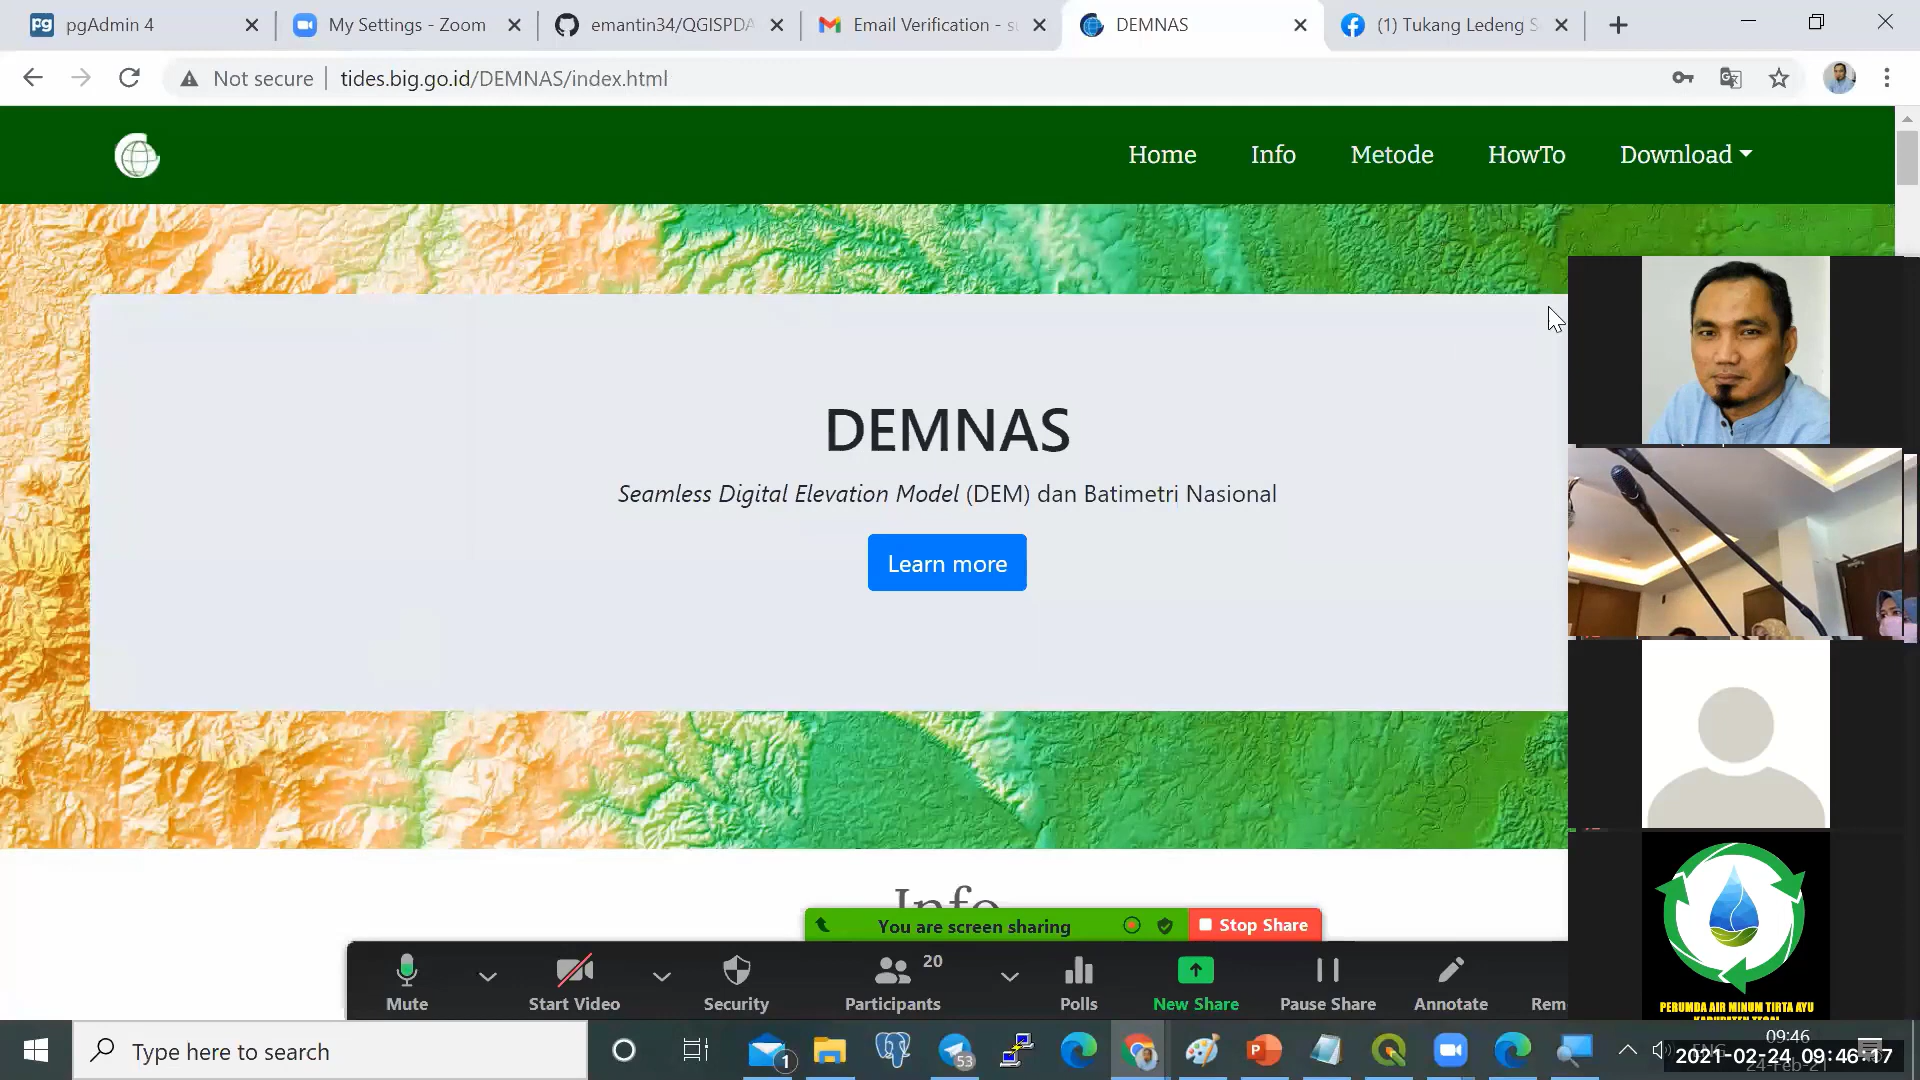 pgAdmin 4
My Settings - Zoom
emantin34/QGISPDA
Email Verification - su
DEMNAS
(1) Tukang Ledeng S
Not secure
tides.big.go.id/DEMNAS/index.html
Home
Info
Metode
HowTo
Download
DEMNAS
Seamless Digital Elevation Model (DEM) dan Batimetri Nasional
Learn more
Info
You are screen sharing
Stop Share
20
Mute
Start Video
Security
Participants
Polls
New Share
Pause Share
Annotate
Rem
PERUMDA AIR MINUM TIRTA AYU
KABUPATEN TEGAL
Type here to search
1
53
09:46
2021-02-24 09:46:17